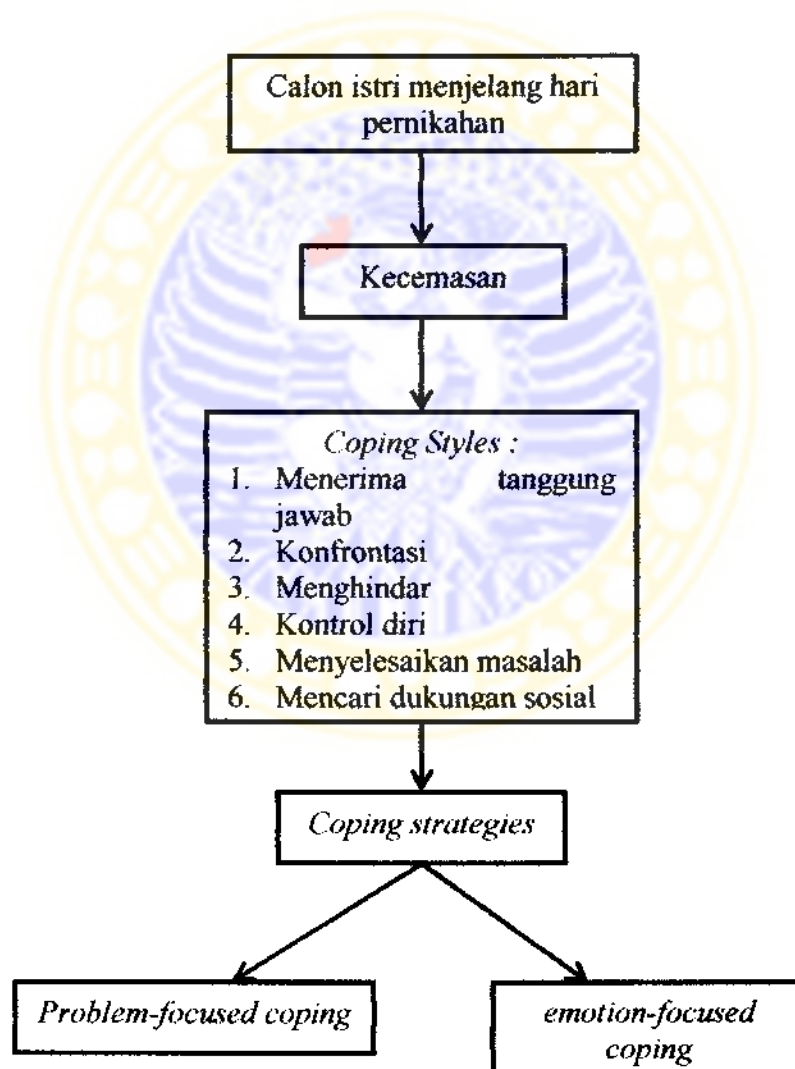 Calon istri menjelang hari
pernikahan
Kecemasan
Coping Styles :
1. Menerima tanggung
jawab
2. Konfrontasi
3. Menghindar
4. Kontrol diri
5. Menyelesaikan masalah
6. Mencari dukungan sosial
Coping strategies
Problem-focused coping
emotion-focused
coping